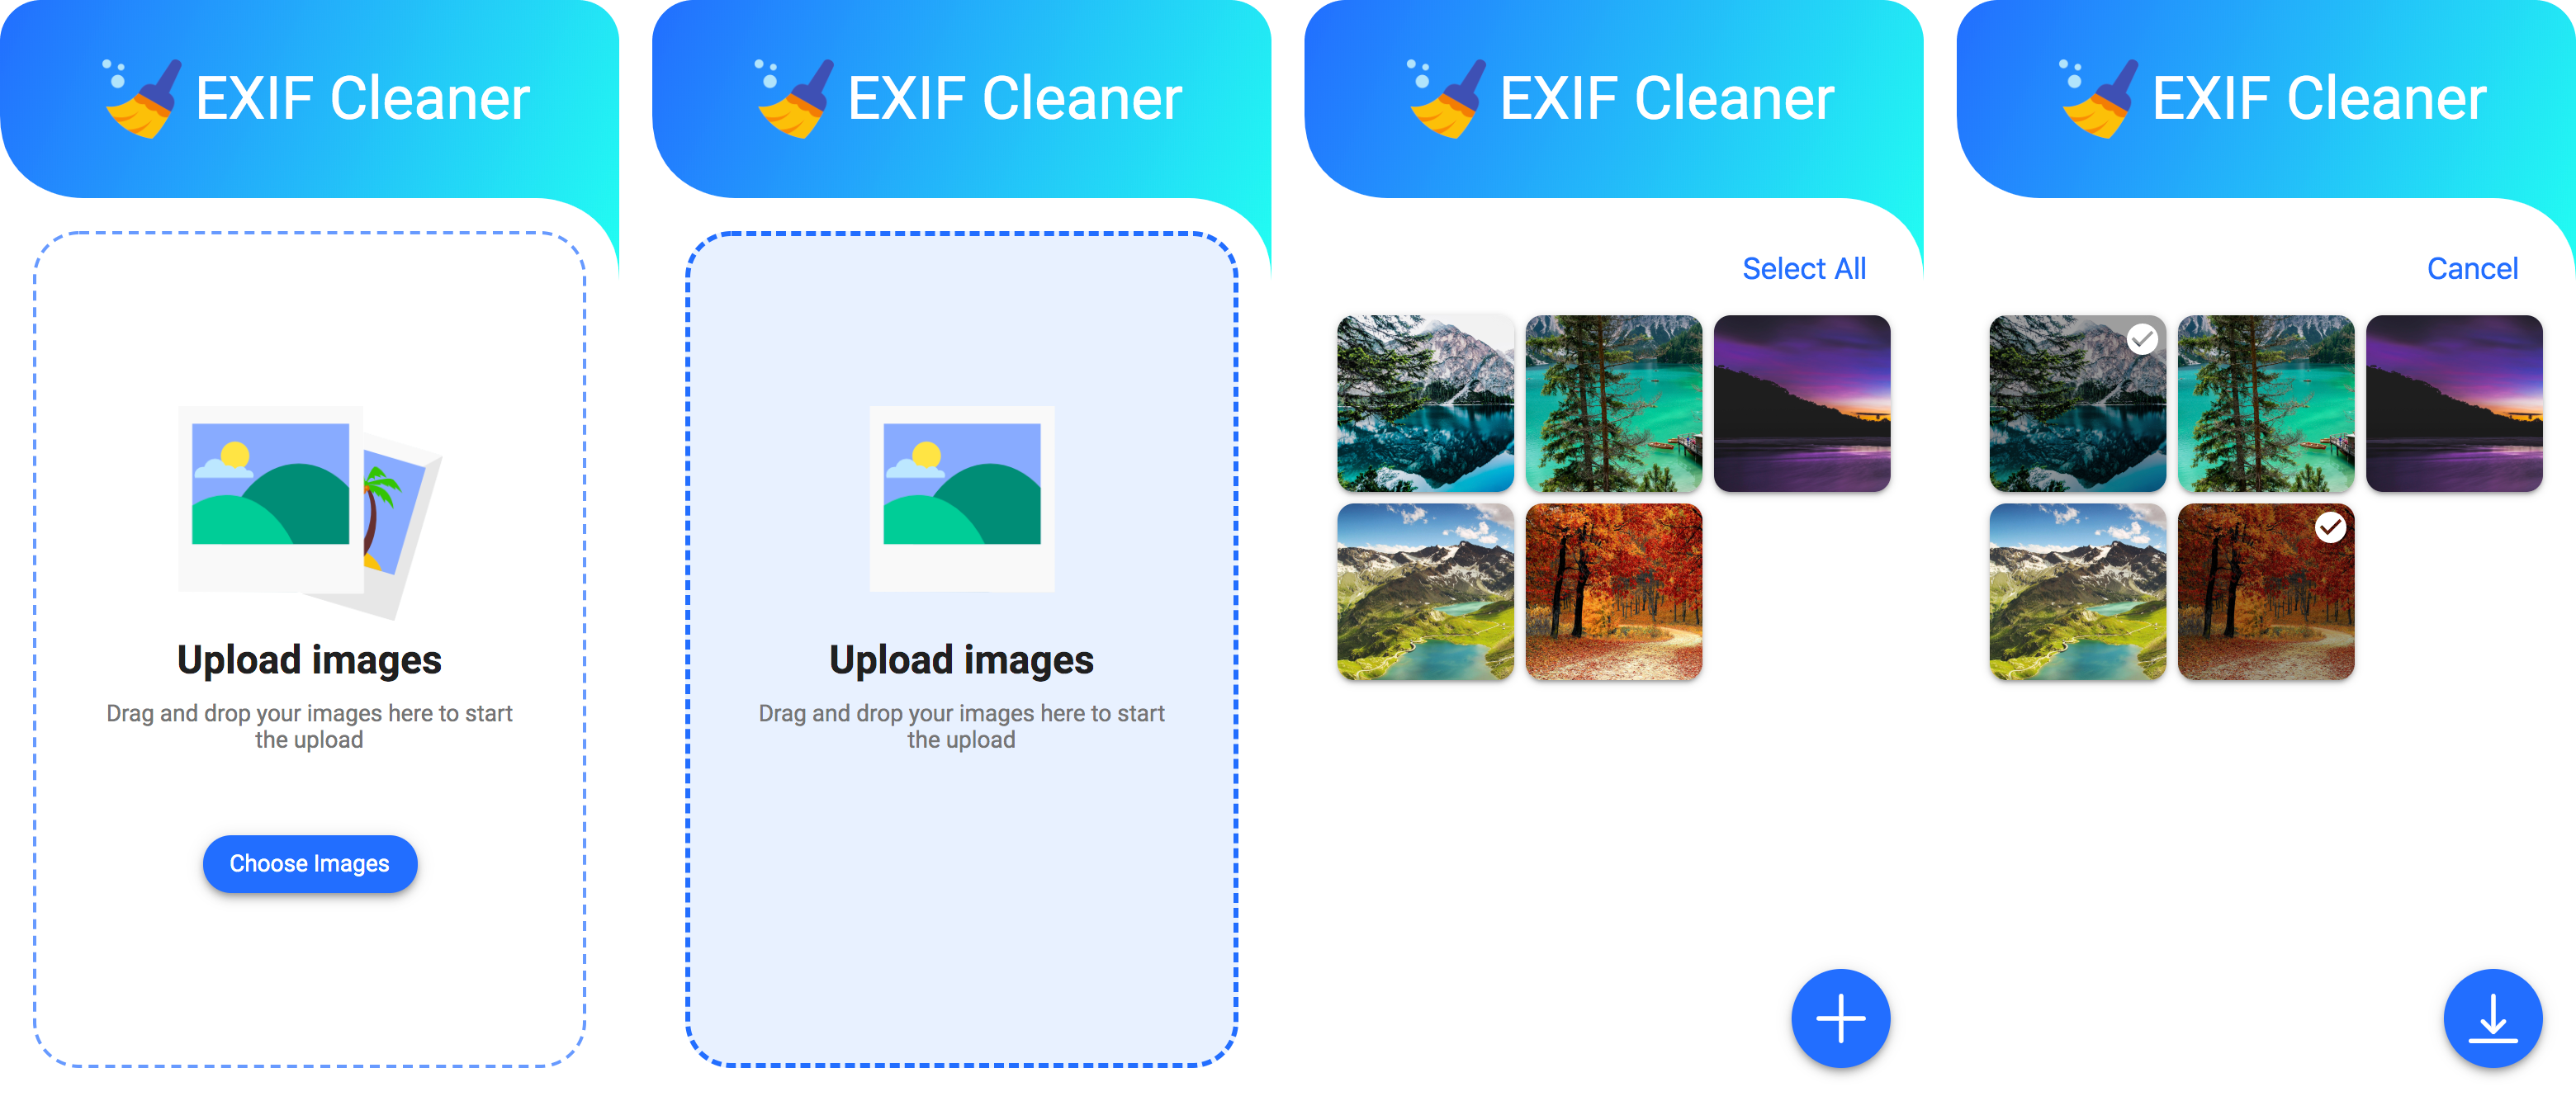 EXIF Cleaner
Upload images
Drag and drop your images here to start
the upload
Choose Images
EXIF Cleaner
Upload images
Drag and drop your images here to start
the upload
EXIF Cleaner
Select All
EXIF Cleaner
Cancel